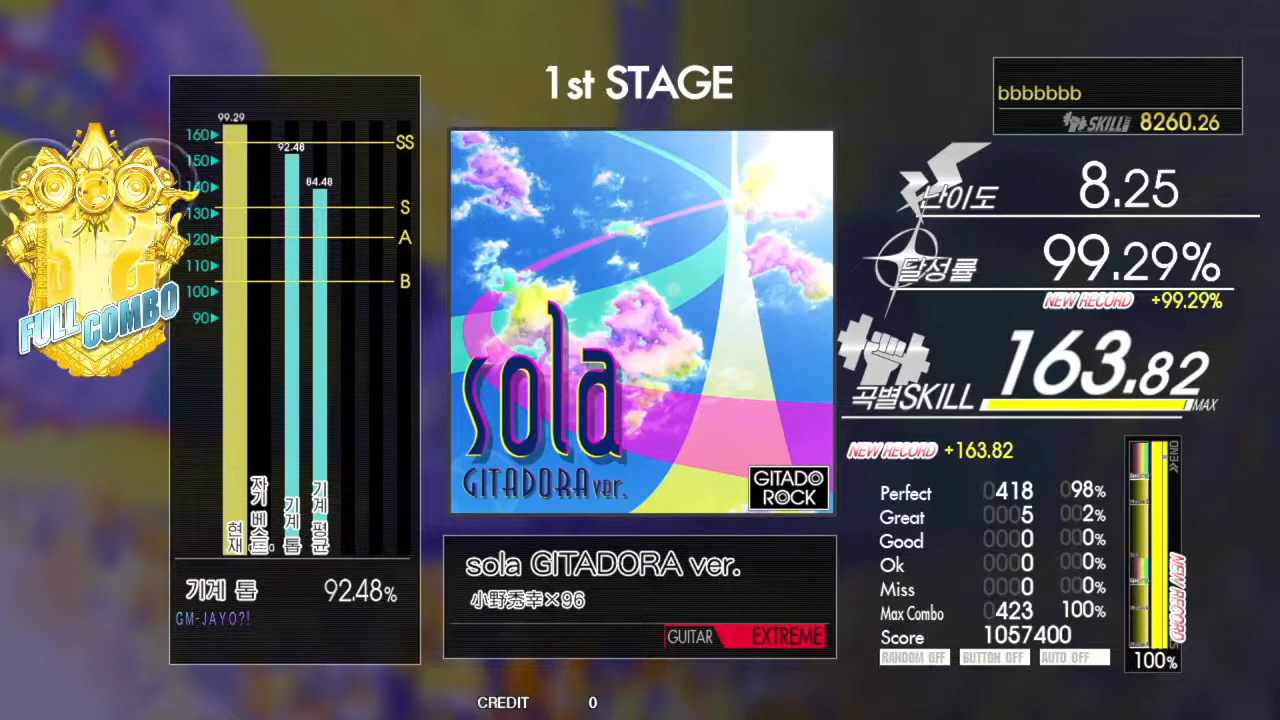 1st STAGE
bbbbbbb
SKILL 8260.26
99.29
160
150
140
130
120
110
100
90
SS
S
A
B
92.48
84.48
현재
자기 베스트
기계 톱
기계 평균
기계 톱 92.48%
GM-JAYO?!
FULL COMBO
sola
GITADORA ver.
GITADO
ROCK
sola GITADORA ver.
小野秀幸×96
GUITAR EXTREME
난이도 8.25
달성률 99.29%
NEW RECORD +99.29%
곡별SKILL 163.82
MAX
NEW RECORD +163.82
Perfect 0418 098%
Great 0005 002%
Good 0000 000%
Ok 0000 000%
Miss 0000 000%
Max Combo 0423 100%
Score 1057400
RANDOM OFF BUTTON OFF AUTO OFF
END
NEW RECORD
100%
CREDIT 0